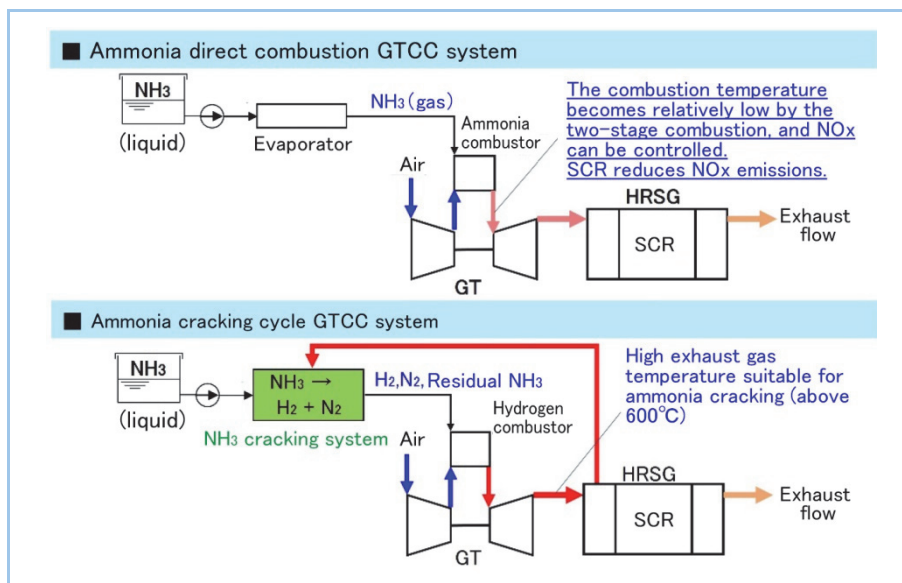 ■ Ammonia direct combustion GTCC system
NH3
(liquid)
Evaporator
NH3(gas)
Ammonia
combustor
Air
GT
The combustion temperature
becomes relatively low by the
two-stage combustion, and NOx
can be controlled.
SCR reduces NOx emissions.
HRSG
SCR
Exhaust
flow
■ Ammonia cracking cycle GTCC system
NH3
(liquid)
NH3 →
H2 + N2
NH3 cracking system
H2,N2,Residual NH3
Hydrogen
combustor
Air
GT
High exhaust gas
temperature suitable for
ammonia cracking (above
600℃)
HRSG
SCR
Exhaust
flow